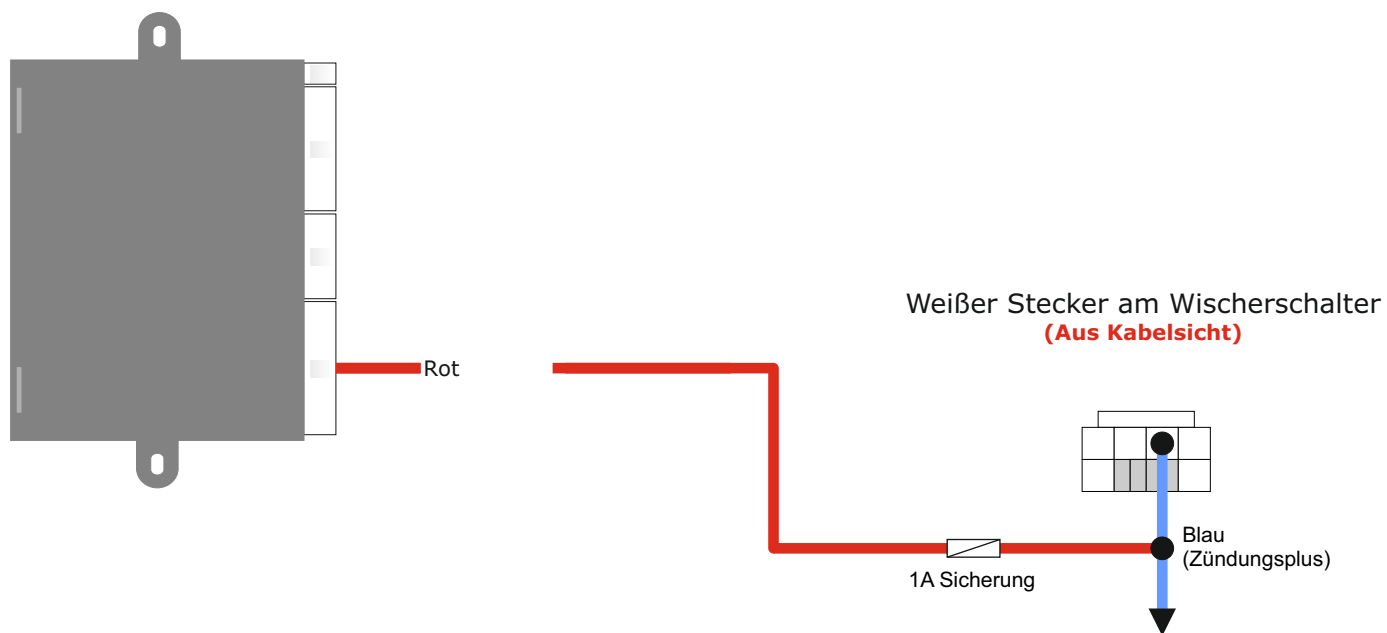 Weißer Stecker am Wischerschalter
(Aus Kabelsicht)
Rot
Blau
(Zündungsplus)
1A Sicherung